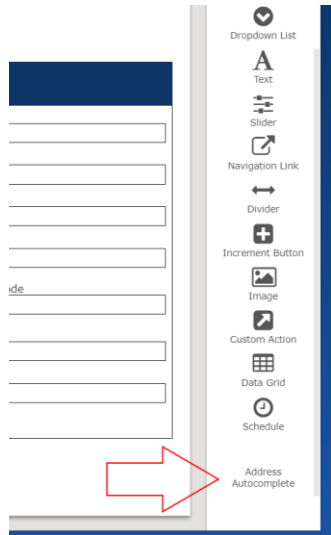 Dropdown List
A
Text
Slider
Navigation Link
Divider
Increment Button
ode
Image
Custom Action
Data Grid
Schedule
Address
Autocomplete